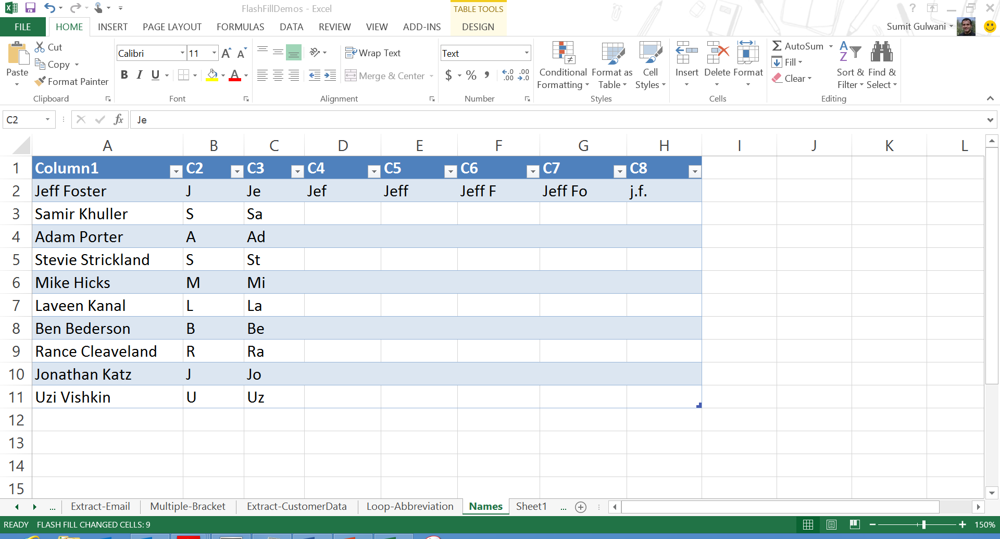 FlashFillDemos - Excel
TABLE TOOLS
?
FILE HOME INSERT PAGE LAYOUT FORMULAS DATA REVIEW VIEW ADD-INS DESIGN Sumit Gulwani
Paste
Cut
Copy
Format Painter
Clipboard
Calibri 11 A A
B I U A
Font
Wrap Text
Merge & Center
Alignment
Text
$ % , .0 .00 .00 .0
Number
Conditional Formatting
Format as Table
Cell Styles
Styles
Insert Delete Format
Cells
AutoSum
Fill
Clear
Sort & Filter
Find & Select
Editing
C2 fx Je
A B C D E F G H I J K L
1 Column1 C2 C3 C4 C5 C6 C7 C8
2 Jeff Foster J Je Jef Jeff Jeff F Jeff Fo j.f.
3 Samir Khuller S Sa
4 Adam Porter A Ad
5 Stevie Strickland S St
6 Mike Hicks M Mi
7 Laveen Kanal L La
8 Ben Bederson B Be
9 Rance Cleaveland R Ra
10 Jonathan Katz J Jo
11 Uzi Vishkin U Uz
12
13
14
15
... Extract-Email Multiple-Bracket Extract-CustomerData Loop-Abbreviation Names Sheet1 ...
READY FLASH FILL CHANGED CELLS: 9 150%